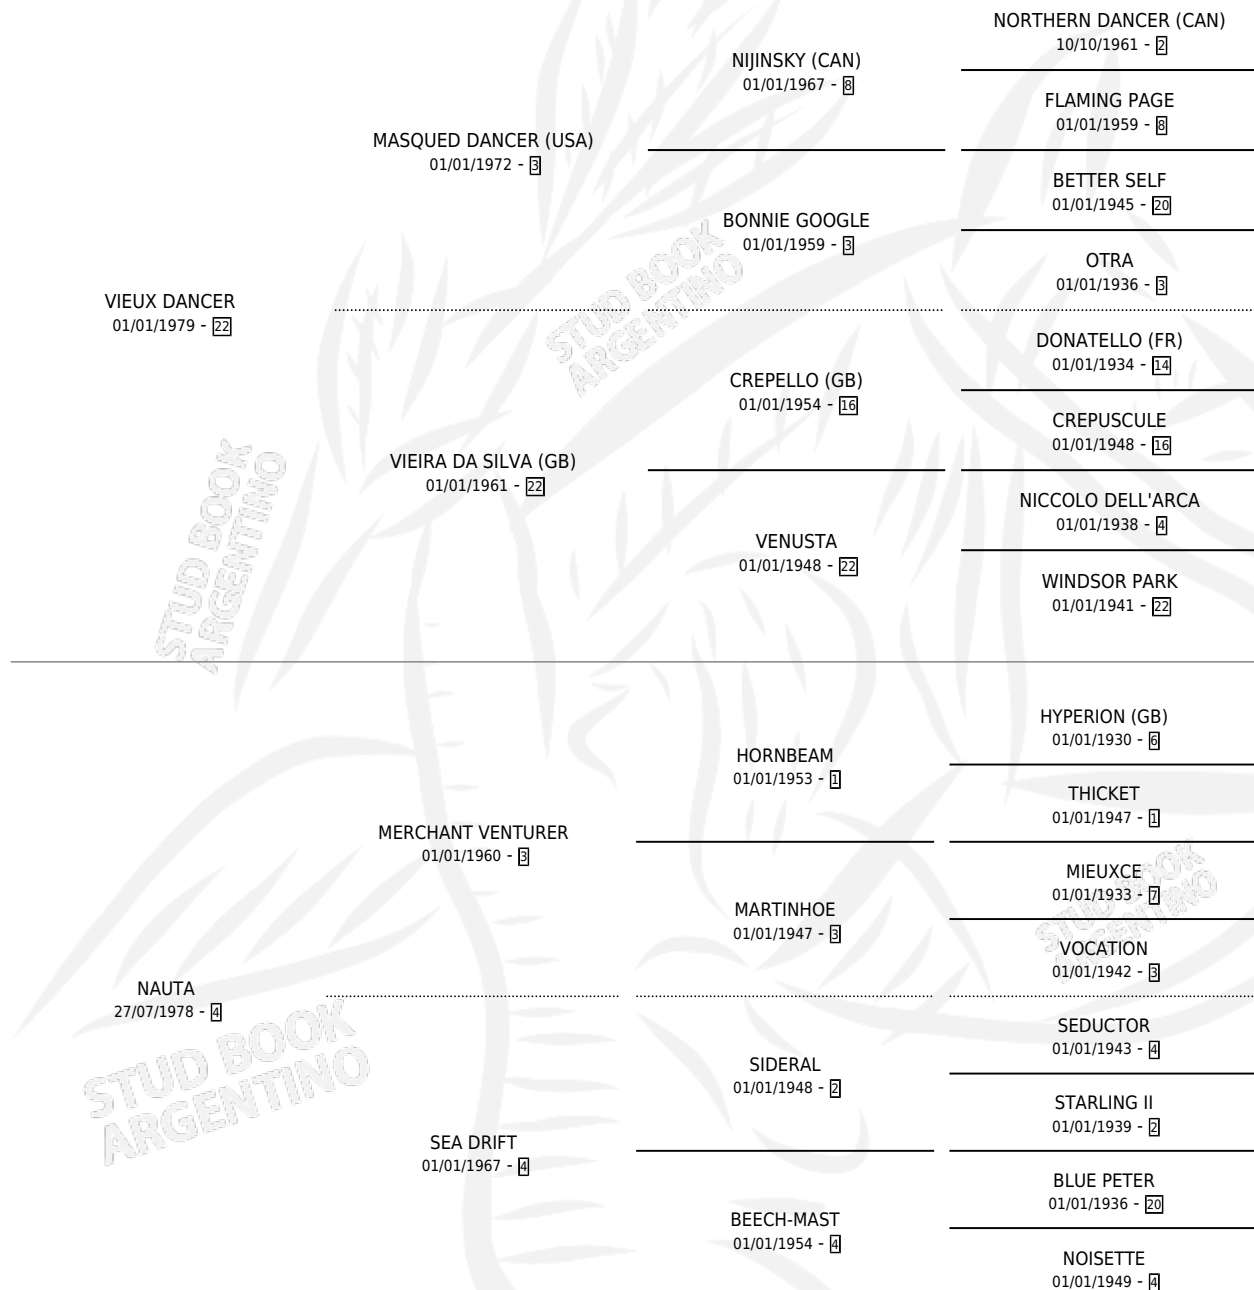 NORTHERN DANCER (CAN)
10/10/1961 - 2
NIJINSKY (CAN)
01/01/1967 - 8
FLAMING PAGE
01/01/1959 - 8
MASQUED DANCER (USA)
01/01/1972 - 3
BETTER SELF
01/01/1945 - 20
BONNIE GOOGLE
01/01/1959 - 3
OTRA
01/01/1936 - 3
VIEUX DANCER
01/01/1979 - 22
DONATELLO (FR)
01/01/1934 - 14
CREPELLO (GB)
01/01/1954 - 16
CREPUSCULE
01/01/1948 - 16
VIEIRA DA SILVA (GB)
01/01/1961 - 22
NICCOLO DELL'ARCA
01/01/1938 - 4
VENUSTA
01/01/1948 - 22
WINDSOR PARK
01/01/1941 - 22
HYPERION (GB)
01/01/1930 - 6
HORNBEAM
01/01/1953 - 1
THICKET
01/01/1947 - 1
MERCHANT VENTURER
01/01/1960 - 3
MIEUXCE
01/01/1933 - 7
MARTINHOE
01/01/1947 - 3
VOCATION
01/01/1942 - 3
NAUTA
27/07/1978 - 4
SEDUCTOR
01/01/1943 - 4
SIDERAL
01/01/1948 - 2
STARLING II
01/01/1939 - 2
SEA DRIFT
01/01/1967 - 4
BLUE PETER
01/01/1936 - 20
BEECH-MAST
01/01/1954 - 4
NOISETTE
01/01/1949 - 4
STUD BOOK
ARGENTINO
STUD BOOK
ARGENTINO
STUD BOOK
ARGENTINO
STUD BOOK
ARGENTINO